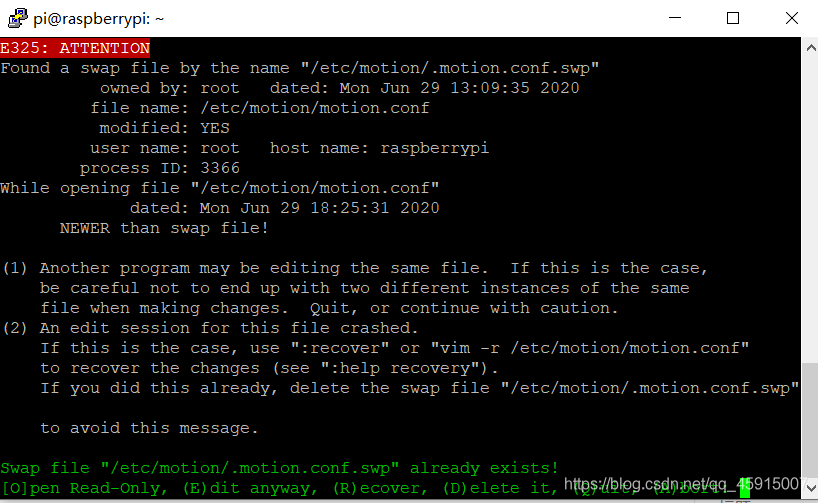 pi@raspberrypi: ~
E325: ATTENTION
Found a swap file by the name "/etc/motion/.motion.conf.swp"
owned by: root   dated: Mon Jun 29 13:09:35 2020
file name: /etc/motion/motion.conf
modified: YES
user name: root   host name: raspberrypi
process ID: 3366
While opening file "/etc/motion/motion.conf"
dated: Mon Jun 29 18:25:31 2020
NEWER than swap file!
(1) Another program may be editing the same file.  If this is the case,
be careful not to end up with two different instances of the same
file when making changes.  Quit, or continue with caution.
(2) An edit session for this file crashed.
If this is the case, use ":recover" or "vim -r /etc/motion/motion.conf"
to recover the changes (see ":help recovery").
If you did this already, delete the swap file "/etc/motion/.motion.conf.swp"
to avoid this message.
Swap file "/etc/motion/.motion.conf.swp" already exists!
[O]pen Read-Only, (E)dit anyway, (R)ecover, (D)elete it, (Q)uit, (A)bort: